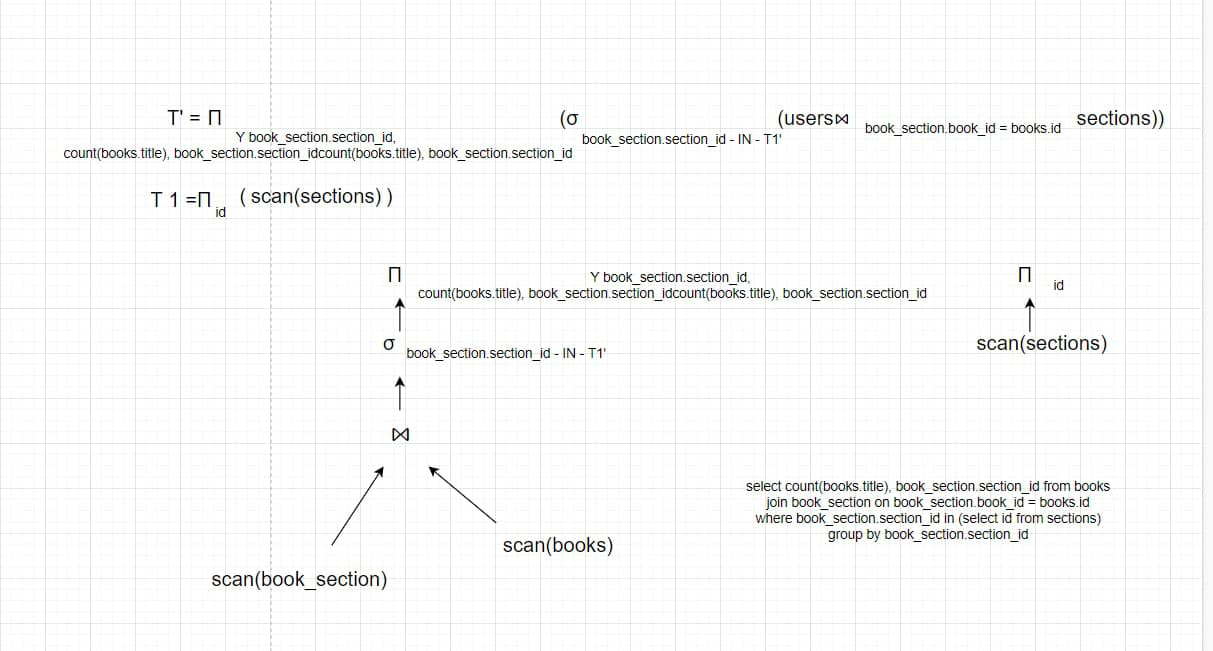 T' = Π (σ (users⋈ sections))
Y book_section.section_id, book_section.section_id - IN - T1' book_section.book_id = books.id
count(books.title), book_section.section_idcount(books.title), book_section.section_id
T 1 =Π ( scan(sections) )
id
Π Y book_section.section_id, Π
count(books.title), book_section.section_idcount(books.title), book_section.section_id id
σ scan(sections)
book_section.section_id - IN - T1'
⋈
select count(books.title), book_section.section_id from books
join book_section on book_section.book_id = books.id
where book_section.section_id in (select id from sections)
group by book_section.section_id
scan(books)
scan(book_section)